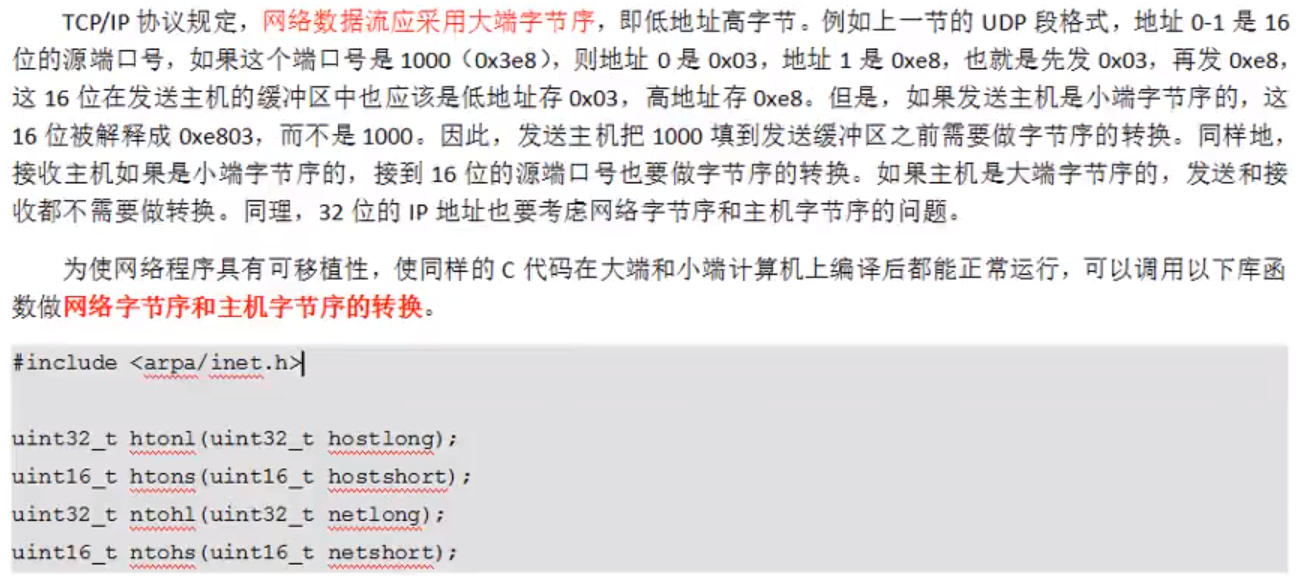 TCP/IP 协议规定，网络数据流应采用大端字节序，即低地址高字节。例如上一节的 UDP 段格式，地址 0-1 是 16
位的源端口号，如果这个端口号是 1000（0x3e8），则地址 0 是 0x03，地址 1 是 0xe8，也就是先发 0x03，再发 0xe8，
这 16 位在发送主机的缓冲区中也应该是低地址存 0x03，高地址存 0xe8。但是，如果发送主机是小端字节序的，这
16 位被解释成 0xe803，而不是 1000。因此，发送主机把 1000 填到发送缓冲区之前需要做字节序的转换。同样地，
接收主机如果是小端字节序的，接到 16 位的源端口号也要做字节序的转换。如果主机是大端字节序的，发送和接
收都不需要做转换。同理，32 位的 IP 地址也要考虑网络字节序和主机字节序的问题。
为使网络程序具有可移植性，使同样的 C 代码在大端和小端计算机上编译后都能正常运行，可以调用以下库函
数做网络字节序和主机字节序的转换。
#include <arpa/inet.h>
uint32_t htonl(uint32_t hostlong);
uint16_t htons(uint16_t hostshort);
uint32_t ntohl(uint32_t netlong);
uint16_t ntohs(uint16_t netshort);